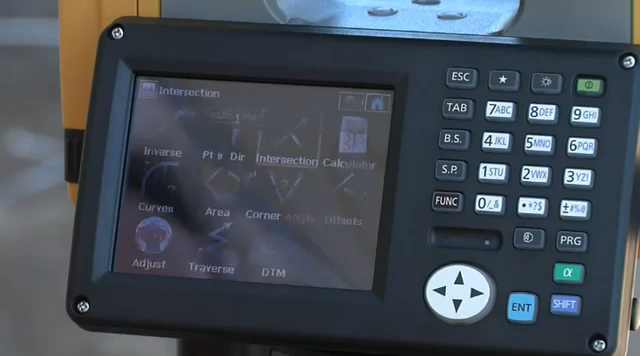 Intersection
Inverse
Pt in Dir
Intersection
Calculator
Curves
Area
Corner Angle
Offsets
Adjust
Traverse
DTM
ESC
★
TAB
7ABC
8DEF
9GHI
B.S.
4JKL
5MNO
6PQR
S.P.
1STU
2VWX
3YZ!
FUNC
0/_&
•*?$
±#%@
PRG
α
ENT
SHIFT